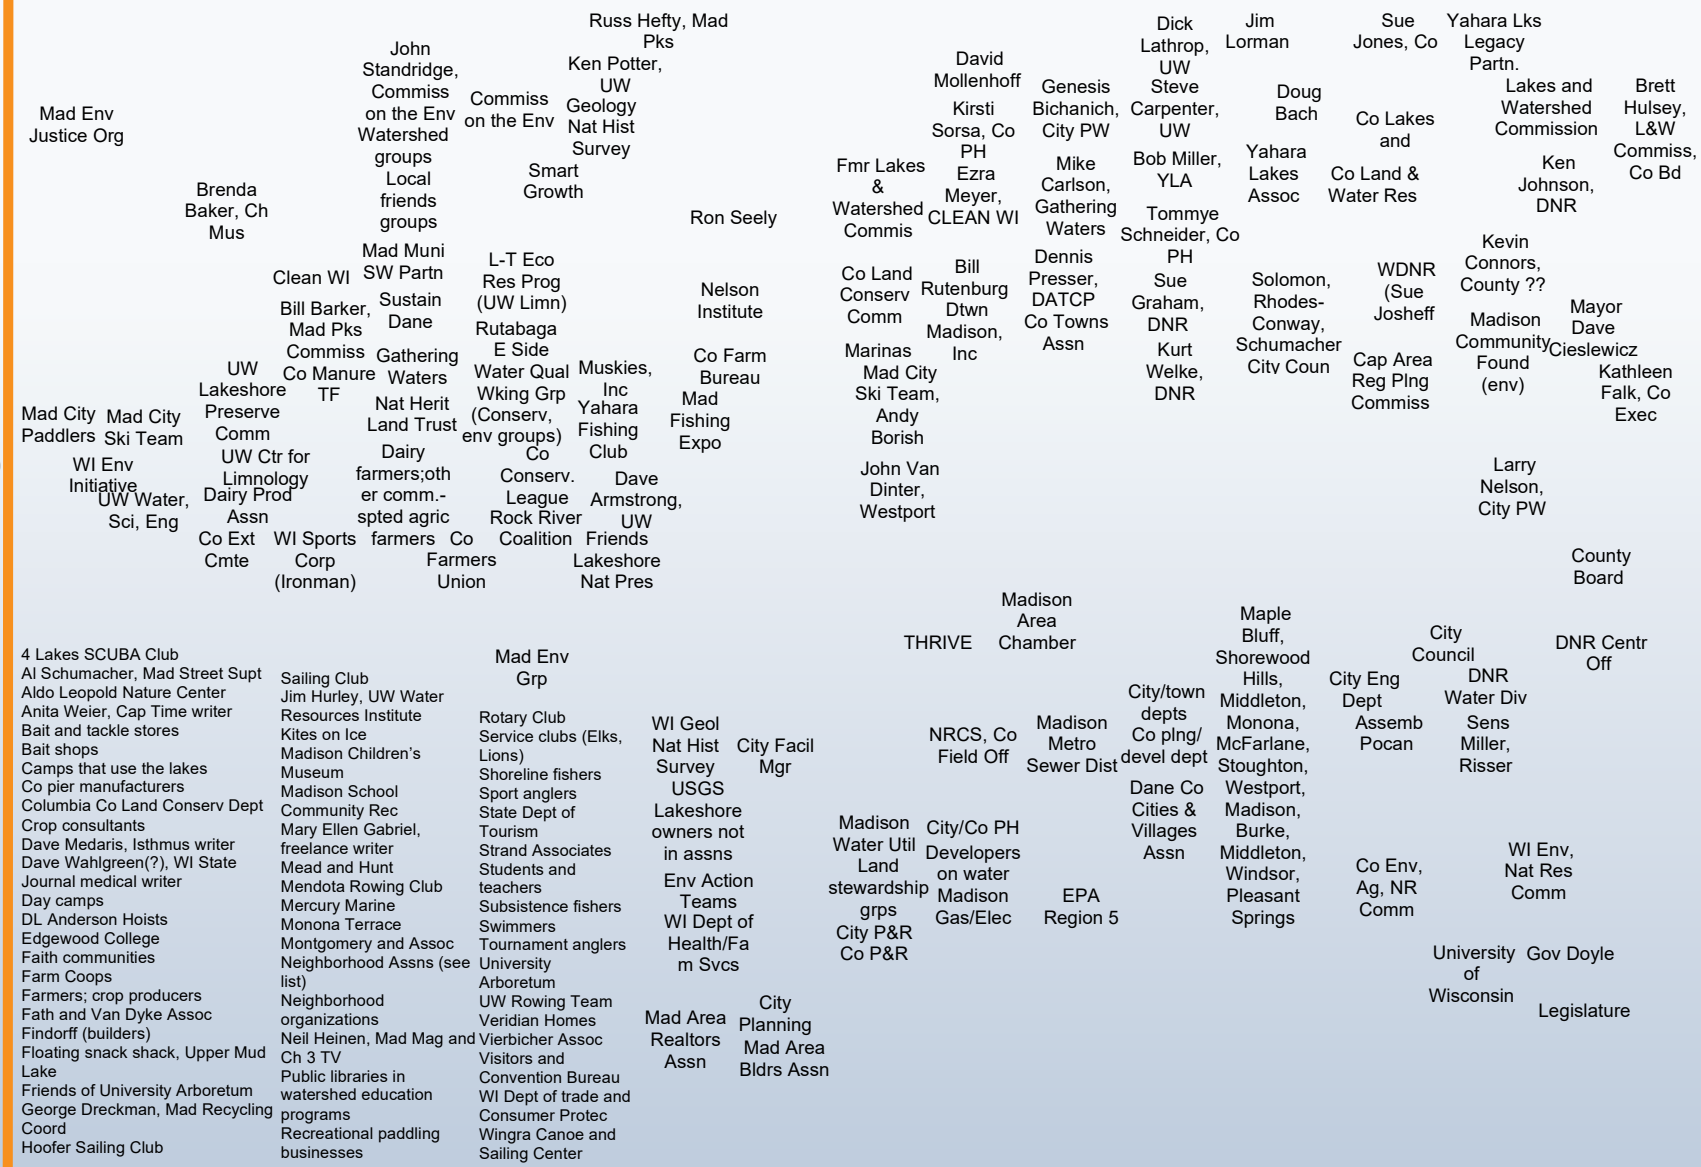 Russ Hefty, Mad
Pks
Ken Potter,
UW
Geology
Nat Hist
Survey
John
Standridge,
Commiss
on the Env
Watershed
groups
Local
friends
groups
Commiss
on the Env
Smart
Growth
Mad Env
Justice Org
Brenda
Baker, Ch
Mus
Ron Seely
Clean WI
Mad Muni
SW Partn
Sustain
Dane
Gathering
Waters
Nat Herit
Land Trust
Dairy
farmers;oth
er comm.-
spted agric
farmers
L-T Eco
Res Prog
(UW Limn)
Rutabaga
E Side
Water Qual
Wking Grp
(Conserv,
env groups)
Co
Conserv.
League
Rock River
Coalition
Nelson
Institute
Bill Barker,
Mad Pks
Commiss
Co Manure
TF
UW
Lakeshore
Preserve
Comm
UW Ctr for
Limnology
Dairy Prod
Assn
Co Ext
Cmte
WI Sports
Corp
(Ironman)
Co
Farmers
Union
Muskies,
Inc
Yahara
Fishing
Club
Dave
Armstrong,
UW
Friends
Lakeshore
Nat Pres
Co Farm
Bureau
Mad
Fishing
Expo
Mad City
Paddlers
Mad City
Ski Team
WI Env
Initiative
UW Water,
Sci, Eng
David
Mollenhoff
Kirsti
Sorsa, Co
PH
Ezra
Meyer,
CLEAN WI
Fmr Lakes
&
Watershed
Commis
Genesis
Bichanich,
City PW
Mike
Carlson,
Gathering
Waters
Dennis
Presser,
DATCP
Co Towns
Assn
Dick
Lathrop,
UW
Steve
Carpenter,
UW
Bob Miller,
YLA
Tommye
Schneider, Co
PH
Sue
Graham,
DNR
Kurt
Welke,
DNR
Jim
Lorman
Doug
Bach
Yahara
Lakes
Assoc
Solomon,
Rhodes-
Conway,
Schumacher
City Coun
Sue
Jones, Co
Co Lakes
and
Co Land &
Water Res
WDNR
(Sue
Josheff
Cap Area
Reg Plng
Commiss
Yahara Lks
Legacy
Partn.
Lakes and
Watershed
Commission
Ken
Johnson,
DNR
Kevin
Connors,
County ??
Madison
Community
Found
(env)
Brett
Hulsey,
L&W
Commiss,
Co Bd
Mayor
Dave
Cieslewicz
Kathleen
Falk, Co
Exec
Co Land
Conserv
Comm
Bill
Rutenburg
Dtwn
Madison,
Inc
Marinas
Mad City
Ski Team,
Andy
Borish
John Van
Dinter,
Westport
Larry
Nelson,
City PW
County
Board
4 Lakes SCUBA Club
Al Schumacher, Mad Street Supt
Aldo Leopold Nature Center
Anita Weier, Cap Time writer
Bait and tackle stores
Bait shops
Camps that use the lakes
Co pier manufacturers
Columbia Co Land Conserv Dept
Crop consultants
Dave Medaris, Isthmus writer
Dave Wahlgreen(?), WI State
Journal medical writer
Day camps
DL Anderson Hoists
Edgewood College
Faith communities
Farm Coops
Farmers; crop producers
Fath and Van Dyke Assoc
Findorff (builders)
Floating snack shack, Upper Mud
Lake
Friends of University Arboretum
George Dreckman, Mad Recycling
Coord
Hoofer Sailing Club
Sailing Club
Jim Hurley, UW Water
Resources Institute
Kites on Ice
Madison Children's
Museum
Madison School
Community Rec
Mary Ellen Gabriel,
freelance writer
Mead and Hunt
Mendota Rowing Club
Mercury Marine
Monona Terrace
Montgomery and Assoc
Neighborhood Assns (see
list)
Neighborhood
organizations
Neil Heinen, Mad Mag and
Ch 3 TV
Public libraries in
watershed education
programs
Recreational paddling
businesses
Mad Env
Grp
Rotary Club
Service clubs (Elks,
Lions)
Shoreline fishers
Sport anglers
State Dept of
Tourism
Strand Associates
Students and
teachers
Subsistence fishers
Swimmers
Tournament anglers
University
Arboretum
UW Rowing Team
Veridian Homes
Vierbicher Assoc
Visitors and
Convention Bureau
WI Dept of trade and
Consumer Protec
Wingra Canoe and
Sailing Center
WI Geol
Nat Hist
Survey
USGS
Lakeshore
owners not
in assns
Env Action
Teams
WI Dept of
Health/Fa
m Svcs
Mad Area
Realtors
Assn
City Facil
Mgr
City
Planning
Mad Area
Bldrs Assn
THRIVE
Madison
Area
Chamber
NRCS, Co
Field Off
Madison
Metro
Sewer Dist
City/town
depts
Co plng/
devel dept
Dane Co
Cities &
Villages
Assn
Madison
Water Util
Land
stewardship
grps
City P&R
Co P&R
City/Co PH
Developers
on water
Madison
Gas/Elec
EPA
Region 5
Maple
Bluff,
Shorewood
Hills,
Middleton,
Monona,
McFarlane,
Stoughton,
Westport,
Madison,
Burke,
Middleton,
Windsor,
Pleasant
Springs
City
Council
City Eng
Dept
Assemb
Pocan
DNR
Water Div
Sens
Miller,
Risser
DNR Centr
Off
Co Env,
Ag, NR
Comm
WI Env,
Nat Res
Comm
University
of
Wisconsin
Gov Doyle
Legislature